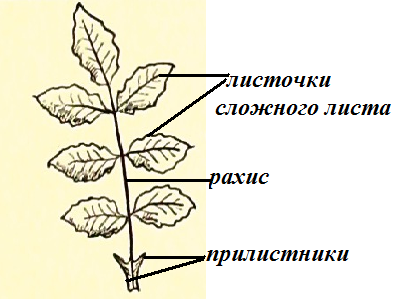 листочки
сложного листа
рахис
прилистники